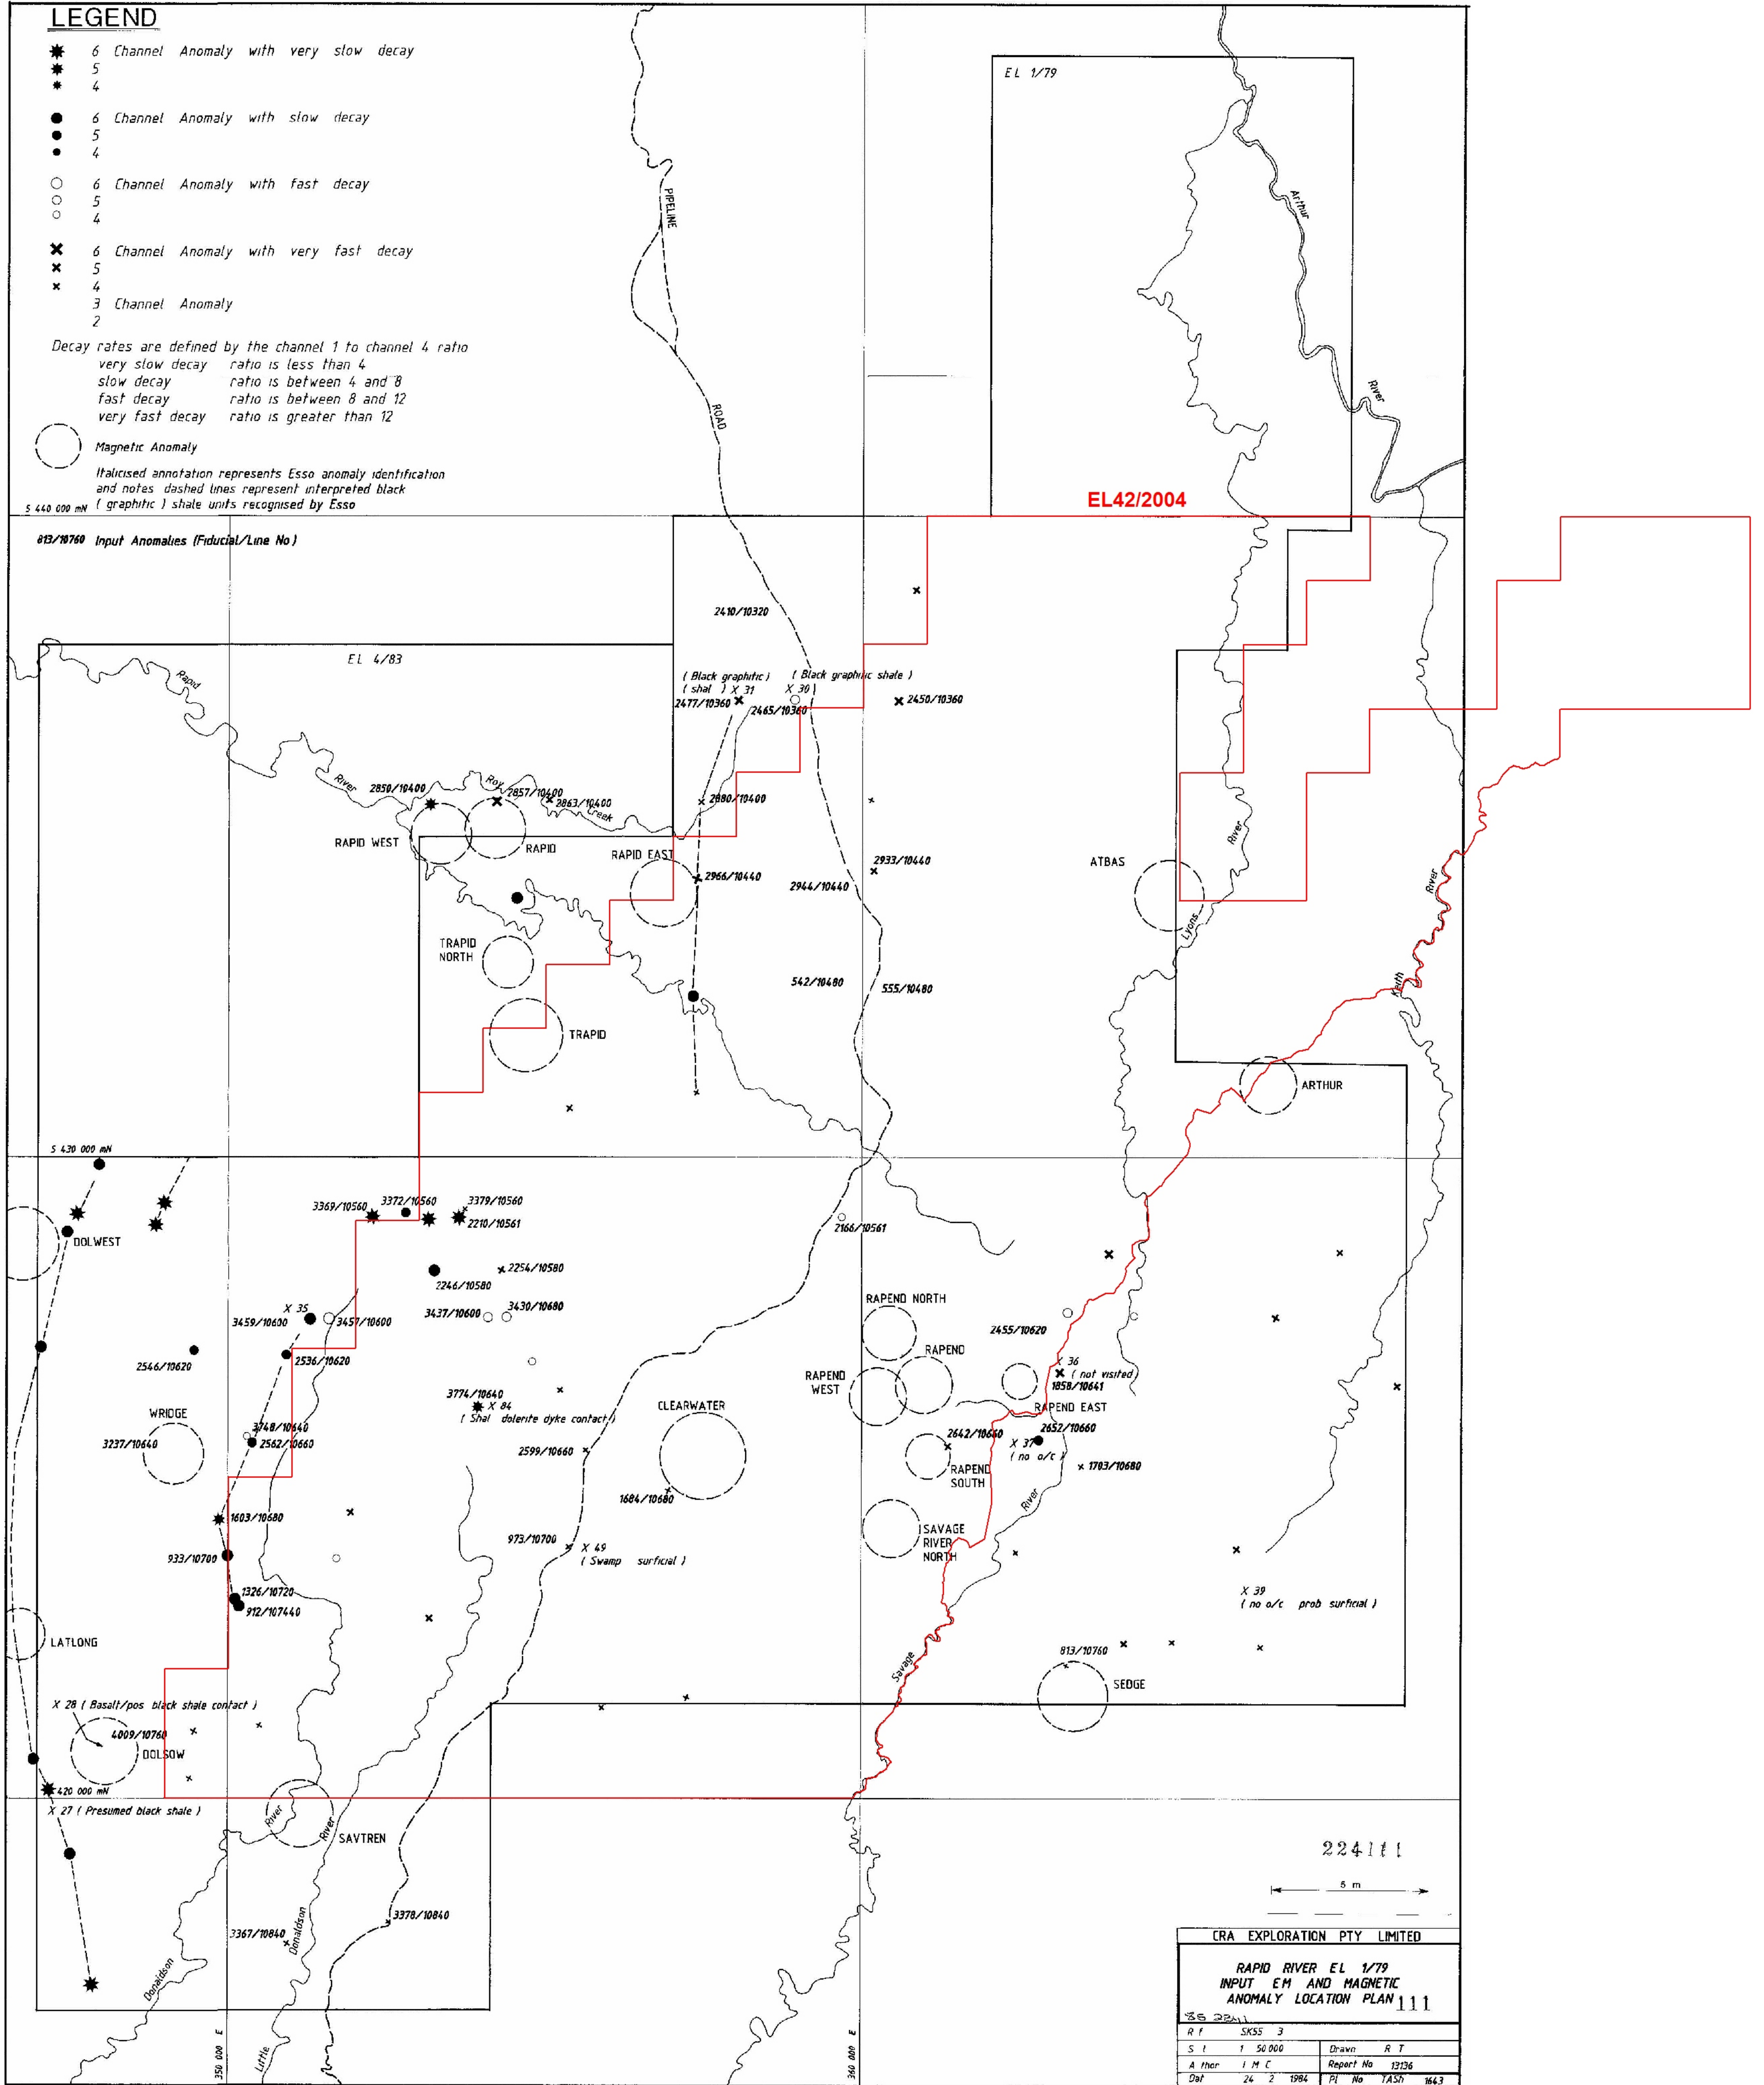 LEGEND
6 Channel Anomaly with very slow decay
5
4
6 Channel Anomaly with slow decay
5
4
6 Channel Anomaly with fast decay
5
4
6 Channel Anomaly with very fast decay
5
4
3 Channel Anomaly
2
Decay rates are defined by the channel 1 to channel 4 ratio
very slow decay ratio is less than 4
slow decay ratio is between 4 and 8
fast decay ratio is between 8 and 12
very fast decay ratio is greater than 12
Magnetic Anomaly
Italicised annotation represents Esso anomaly identification
and notes dashed lines represent interpreted black
( graphitic ) shale units recognised by Esso
5 440 000 mN
813/10760 Input Anomalies (Fiducial/Line No)
EL 1/79
Arthur
River
PIPELINE
ROAD
EL42/2004
2410/10320
EL 4/83
Rapid
River
( Black graphitic )
( shal ) X 31
2477/10360
( Black graphitic shale )
X 30
2465/10360
2450/10360
2850/10400
Roy
Creek
2857/10400
2863/10400
2880/10400
RAPID WEST
RAPID
RAPID EAST
2966/10440
2933/10440
2944/10440
ATBAS
River
Lyons
River
Keith
TRAPID
NORTH
542/10480
555/10480
TRAPID
ARTHUR
5 430 000 mN
3369/10560
3372/10560
3379/10560
2210/10561
2166/10561
DOLWEST
2254/10580
2246/10580
X 35
3459/10600
3457/10600
3437/10600
3430/10680
RAPEND NORTH
2455/10620
2546/10620
2536/10620
RAPEND
RAPEND
WEST
X 36
( not visited )
1858/10641
RAPEND EAST
3774/10640
X 84
( Shal dolerite dyke contact )
CLEARWATER
WRIDGE
3237/10640
3748/10640
2562/10660
2599/10660
2642/10660
2652/10660
X 37
( no o/c )
1703/10680
RAPEND
SOUTH
River
1684/10680
1603/10680
973/10700
X 49
( Swamp surficial )
SAVAGE
RIVER
NORTH
933/10700
1326/10720
912/107440
X 39
( no o/c prob surficial )
LATLONG
813/10760
SEDGE
Savage
X 28 ( Basalt/pos black shale contact )
4009/10760
DOLSOW
420 000 mN
X 27 ( Presumed black shale )
River
River
SAVTREN
3378/10840
3367/10840
Donaldson
Donaldson
Little
350 000 E
360 000 E
5 m
CRA EXPLORATION PTY LIMITED
RAPID RIVER EL 1/79
INPUT EM AND MAGNETIC
ANOMALY LOCATION PLAN 111
R f SK55 3
S l 1 50 000
Drawn R T
A thor I M C
Report No 13136
Dat 24 2 1984
Pl No TASh 1643